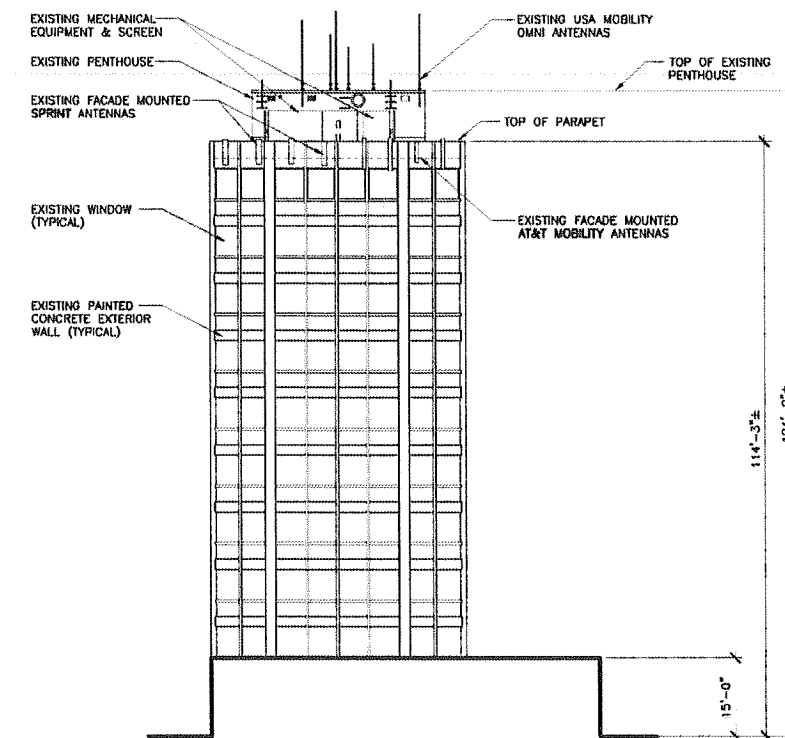 EXISTING MECHANICAL
EQUIPMENT & SCREEN
EXISTING PENTHOUSE
EXISTING FACADE MOUNTED
SPRINT ANTENNAS
EXISTING WINDOW
(TYPICAL)
EXISTING PAINTED
CONCRETE EXTERIOR
WALL (TYPICAL)
EXISTING USA MOBILITY
OMNI ANTENNAS
TOP OF EXISTING
PENTHOUSE
TOP OF PARAPET
EXISTING FACADE MOUNTED
AT&T MOBILITY ANTENNAS
114'-3"±
15'-0"